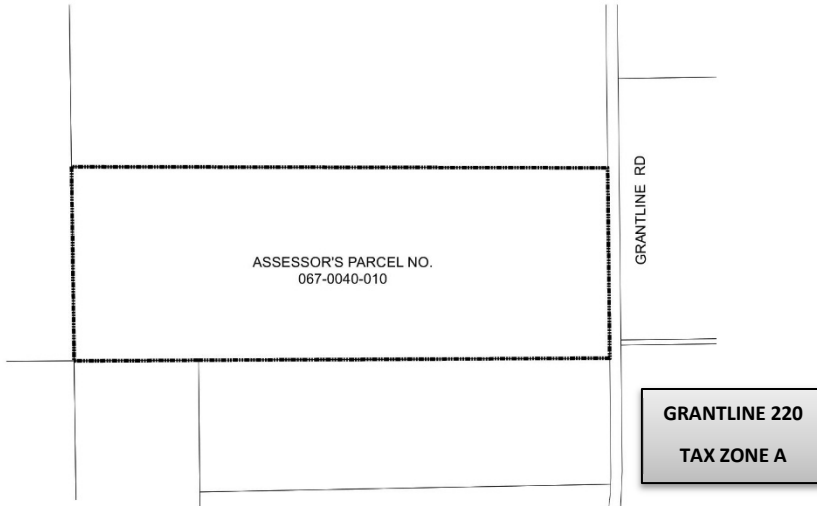 GRANTLINE RD
ASSESSOR'S PARCEL NO.
067-0040-010
GRANTLINE 220
TAX ZONE A